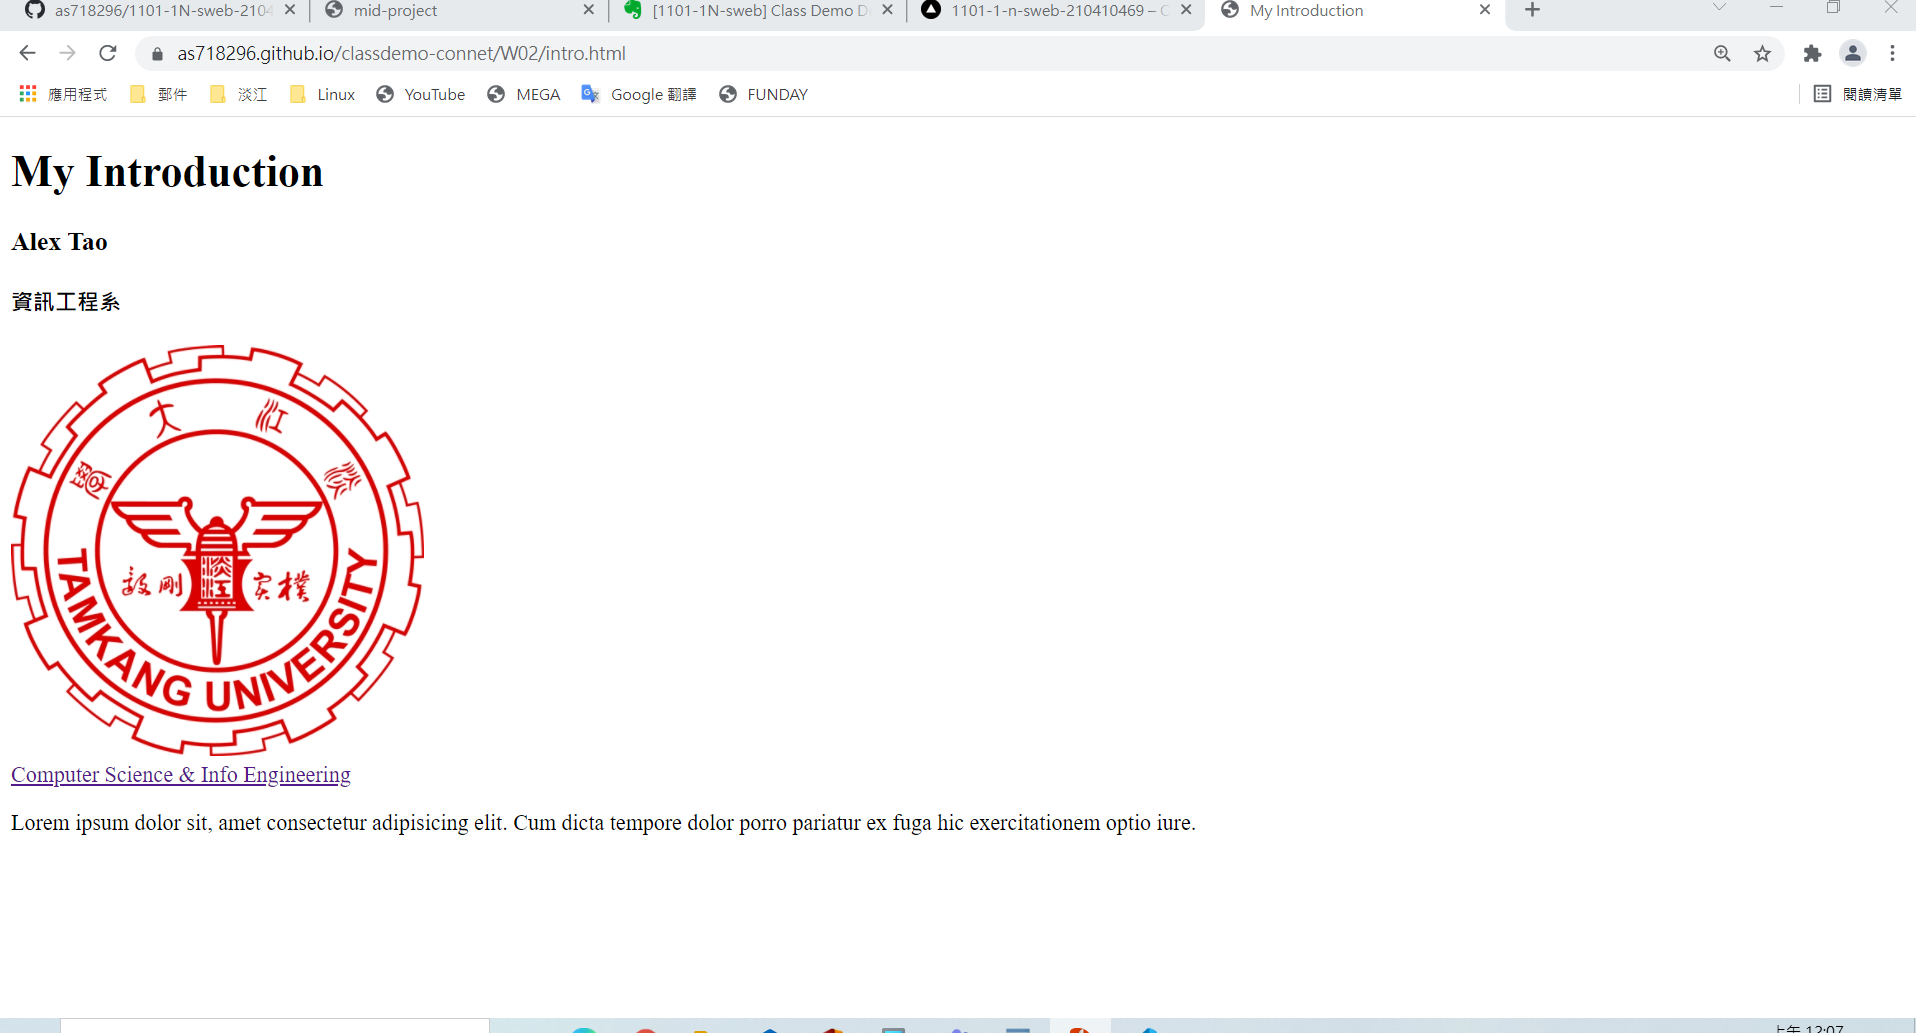 as718296/1101-1N-sweb-2104
mid-project
[1101-1N-sweb] Class Demo D
1101-1-n-sweb-210410469 – O
My Introduction
as718296.github.io/classdemo-connet/W02/intro.html
應用程式
郵件
淡江
Linux
YouTube
MEGA
Google 翻譯
FUNDAY
閱讀清單
My Introduction
Alex Tao
資訊工程系
學大江淡
毅剛 實樸
淡江
TAMKANG UNIVERSITY
Computer Science & Info Engineering
Lorem ipsum dolor sit, amet consectetur adipisicing elit. Cum dicta tempore dolor porro pariatur ex fuga hic exercitationem optio iure.
上午 12:07